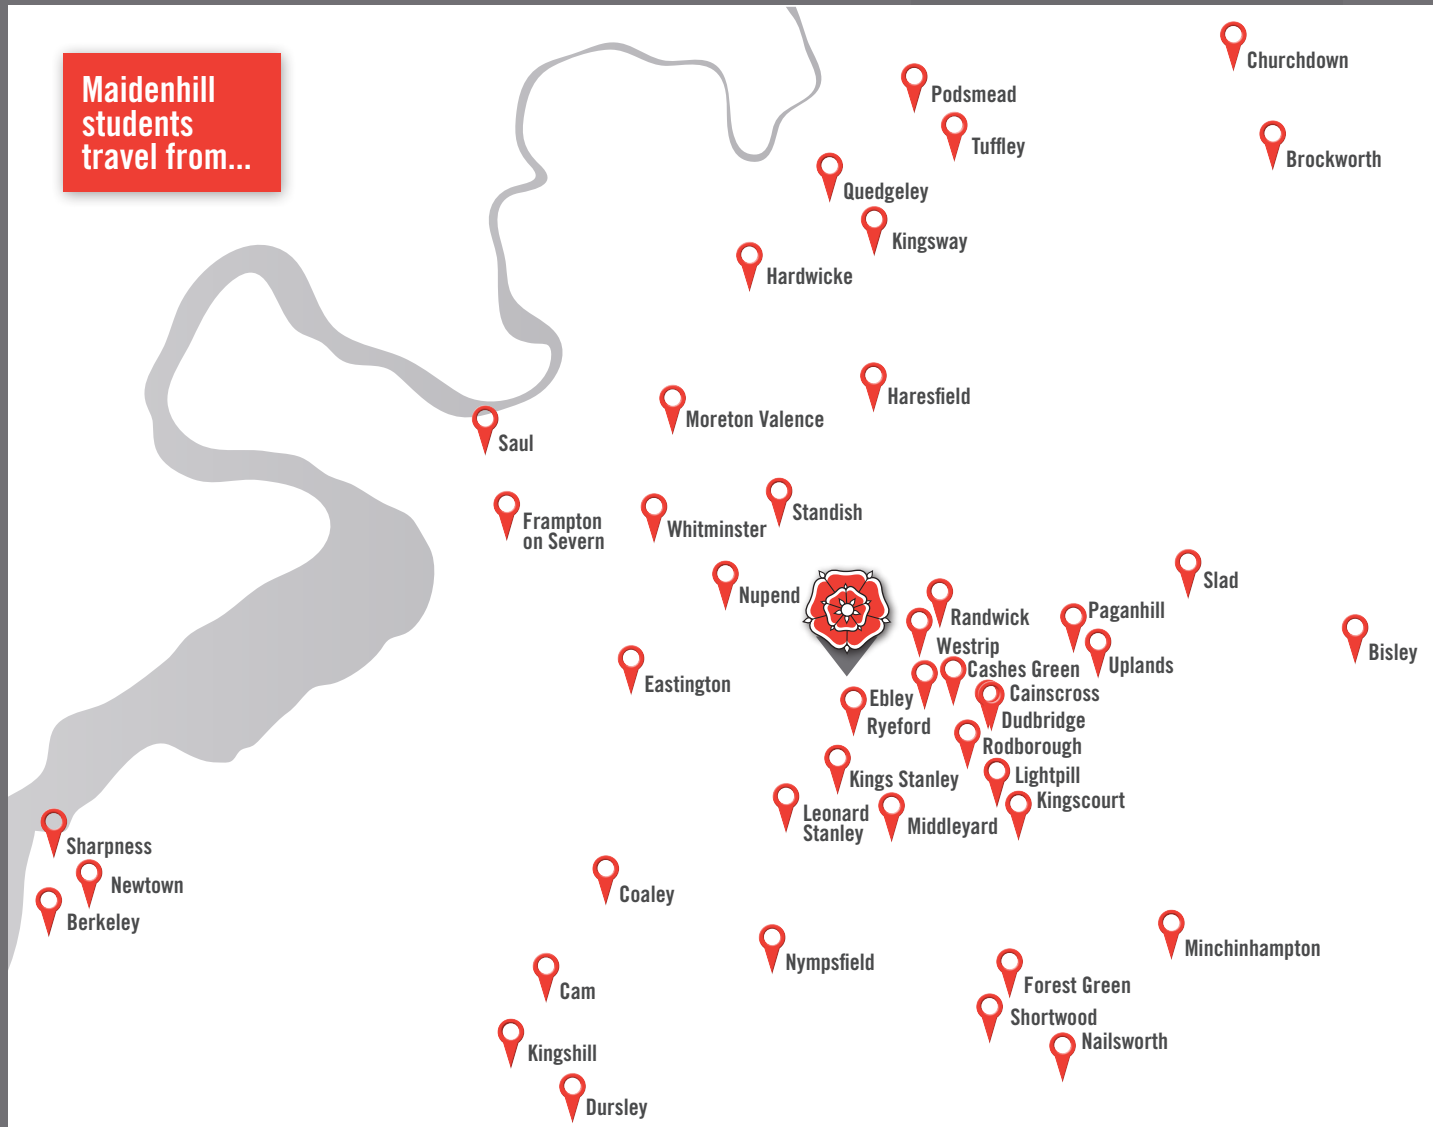 Maidenhill
students
travel from...
Churchdown
Podsmead
Tuffley
Brockworth
Quedgeley
Kingsway
Hardwicke
Haresfield
Moreton Valence
Saul
Standish
Frampton
on Severn
Whitminster
Slad
Nupend
Paganhill
Randwick
Westrip
Bisley
Uplands
Cashes Green
Eastington
Cainscross
Ebley
Dudbridge
Ryeford
Rodborough
Lightpill
Kings Stanley
Kingscourt
Leonard
Stanley
Middleyard
Sharpness
Newtown
Coaley
Berkeley
Minchinhampton
Nympsfield
Forest Green
Cam
Shortwood
Nailsworth
Kingshill
Dursley